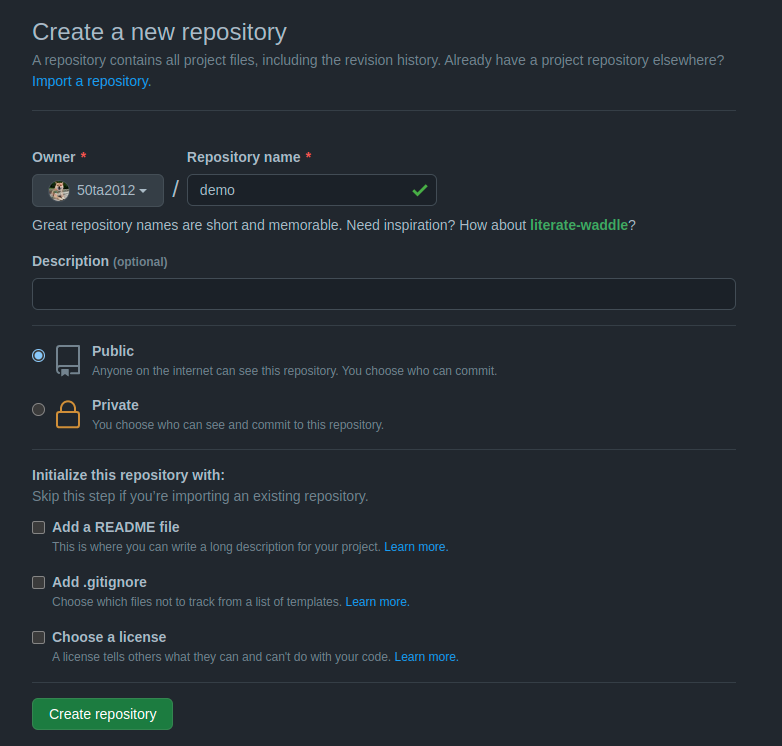 Create a new repository
A repository contains all project files, including the revision history. Already have a project repository elsewhere?
Import a repository.
Owner *
Repository name *
50ta2012
/
demo
Great repository names are short and memorable. Need inspiration? How about literate-waddle?
Description (optional)
Public
Anyone on the internet can see this repository. You choose who can commit.
Private
You choose who can see and commit to this repository.
Initialize this repository with:
Skip this step if you’re importing an existing repository.
Add a README file
This is where you can write a long description for your project. Learn more.
Add .gitignore
Choose which files not to track from a list of templates. Learn more.
Choose a license
A license tells others what they can and can't do with your code. Learn more.
Create repository